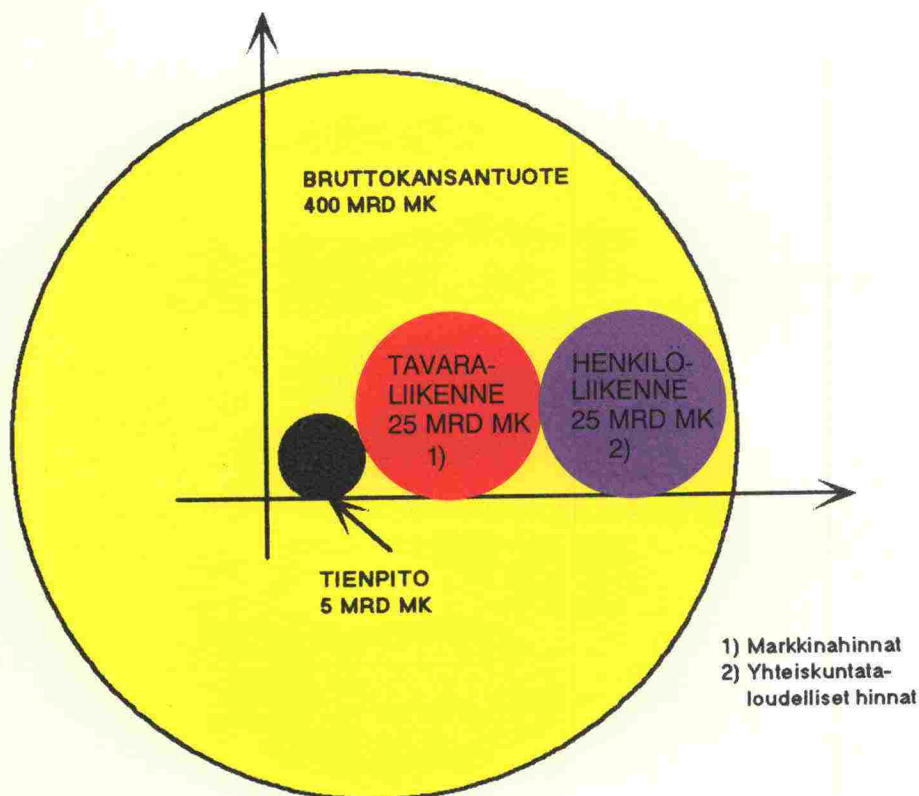 BRUTTOKANSANTUOTE
400 MRD MK
TAVARA-
LIIKENNE
25 MRD MK
1)
HENKILÖ-
LIIKENNE
25 MRD MK
2)
TIENPITO
5 MRD MK
1) Markkinahinnat
2) Yhteiskuntata-
loudelliset hinnat